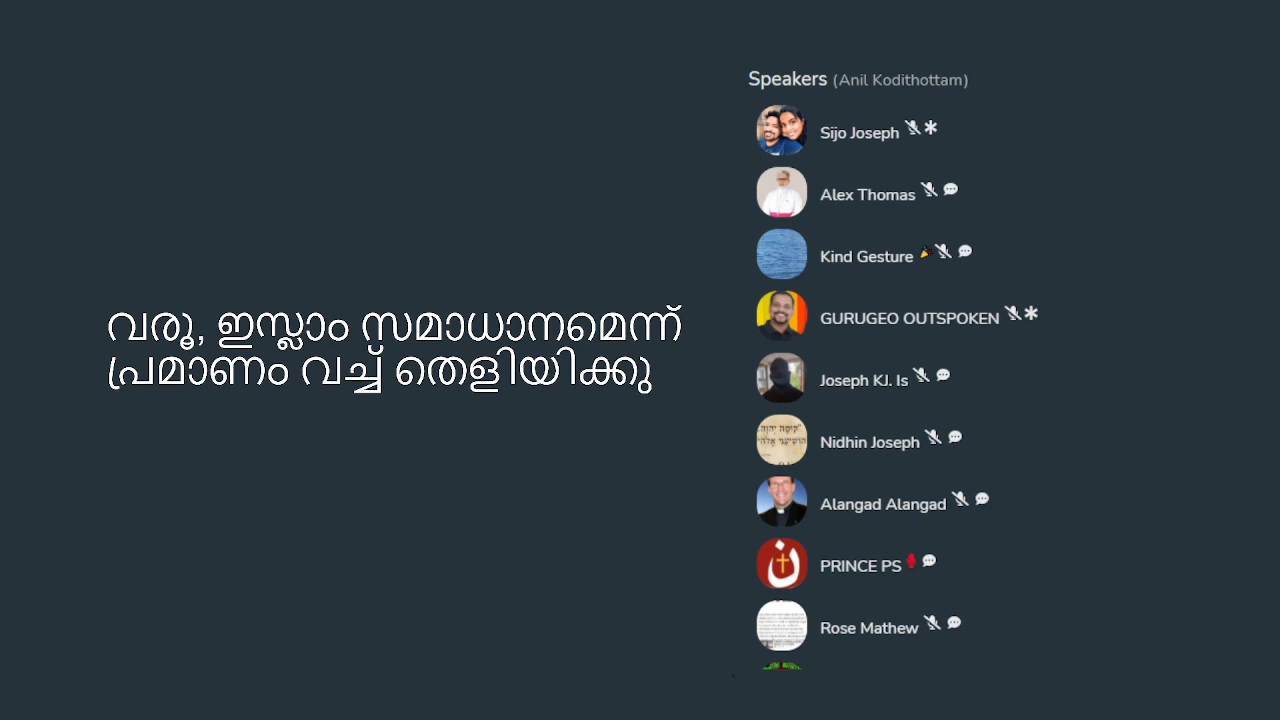 വരൂ, ഇസ്ലാം സമാധാനമെന്ന്
പ്രമാണം വച്ച് തെളിയിക്കു
Speakers (Anil Kodithottam)
Sijo Joseph
Alex Thomas
Kind Gesture
GURUGEO OUTSPOKEN
Joseph KJ. Is
Nidhin Joseph
Alangad Alangad
PRINCE PS
Rose Mathew